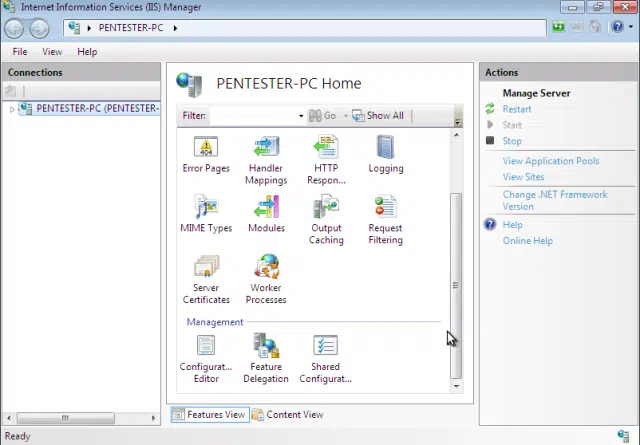 Internet Information Services (IIS) Manager
PENTESTER-PC
File View Help
Connections
PENTESTER-PC (PENTESTER-
PENTESTER-PC Home
Filter: Go Show All
404
Error Pages
Handler Mappings
HTTP Respon...
Logging
MIME Types
Modules
Output Caching
Request Filtering
Server Certificates
Worker Processes
Management
Configurat... Editor
Feature Delegation
Shared Configurat...
Features View Content View
Actions
Manage Server
Restart
Start
Stop
View Application Pools
View Sites
Change .NET Framework
Version
Help
Online Help
Ready